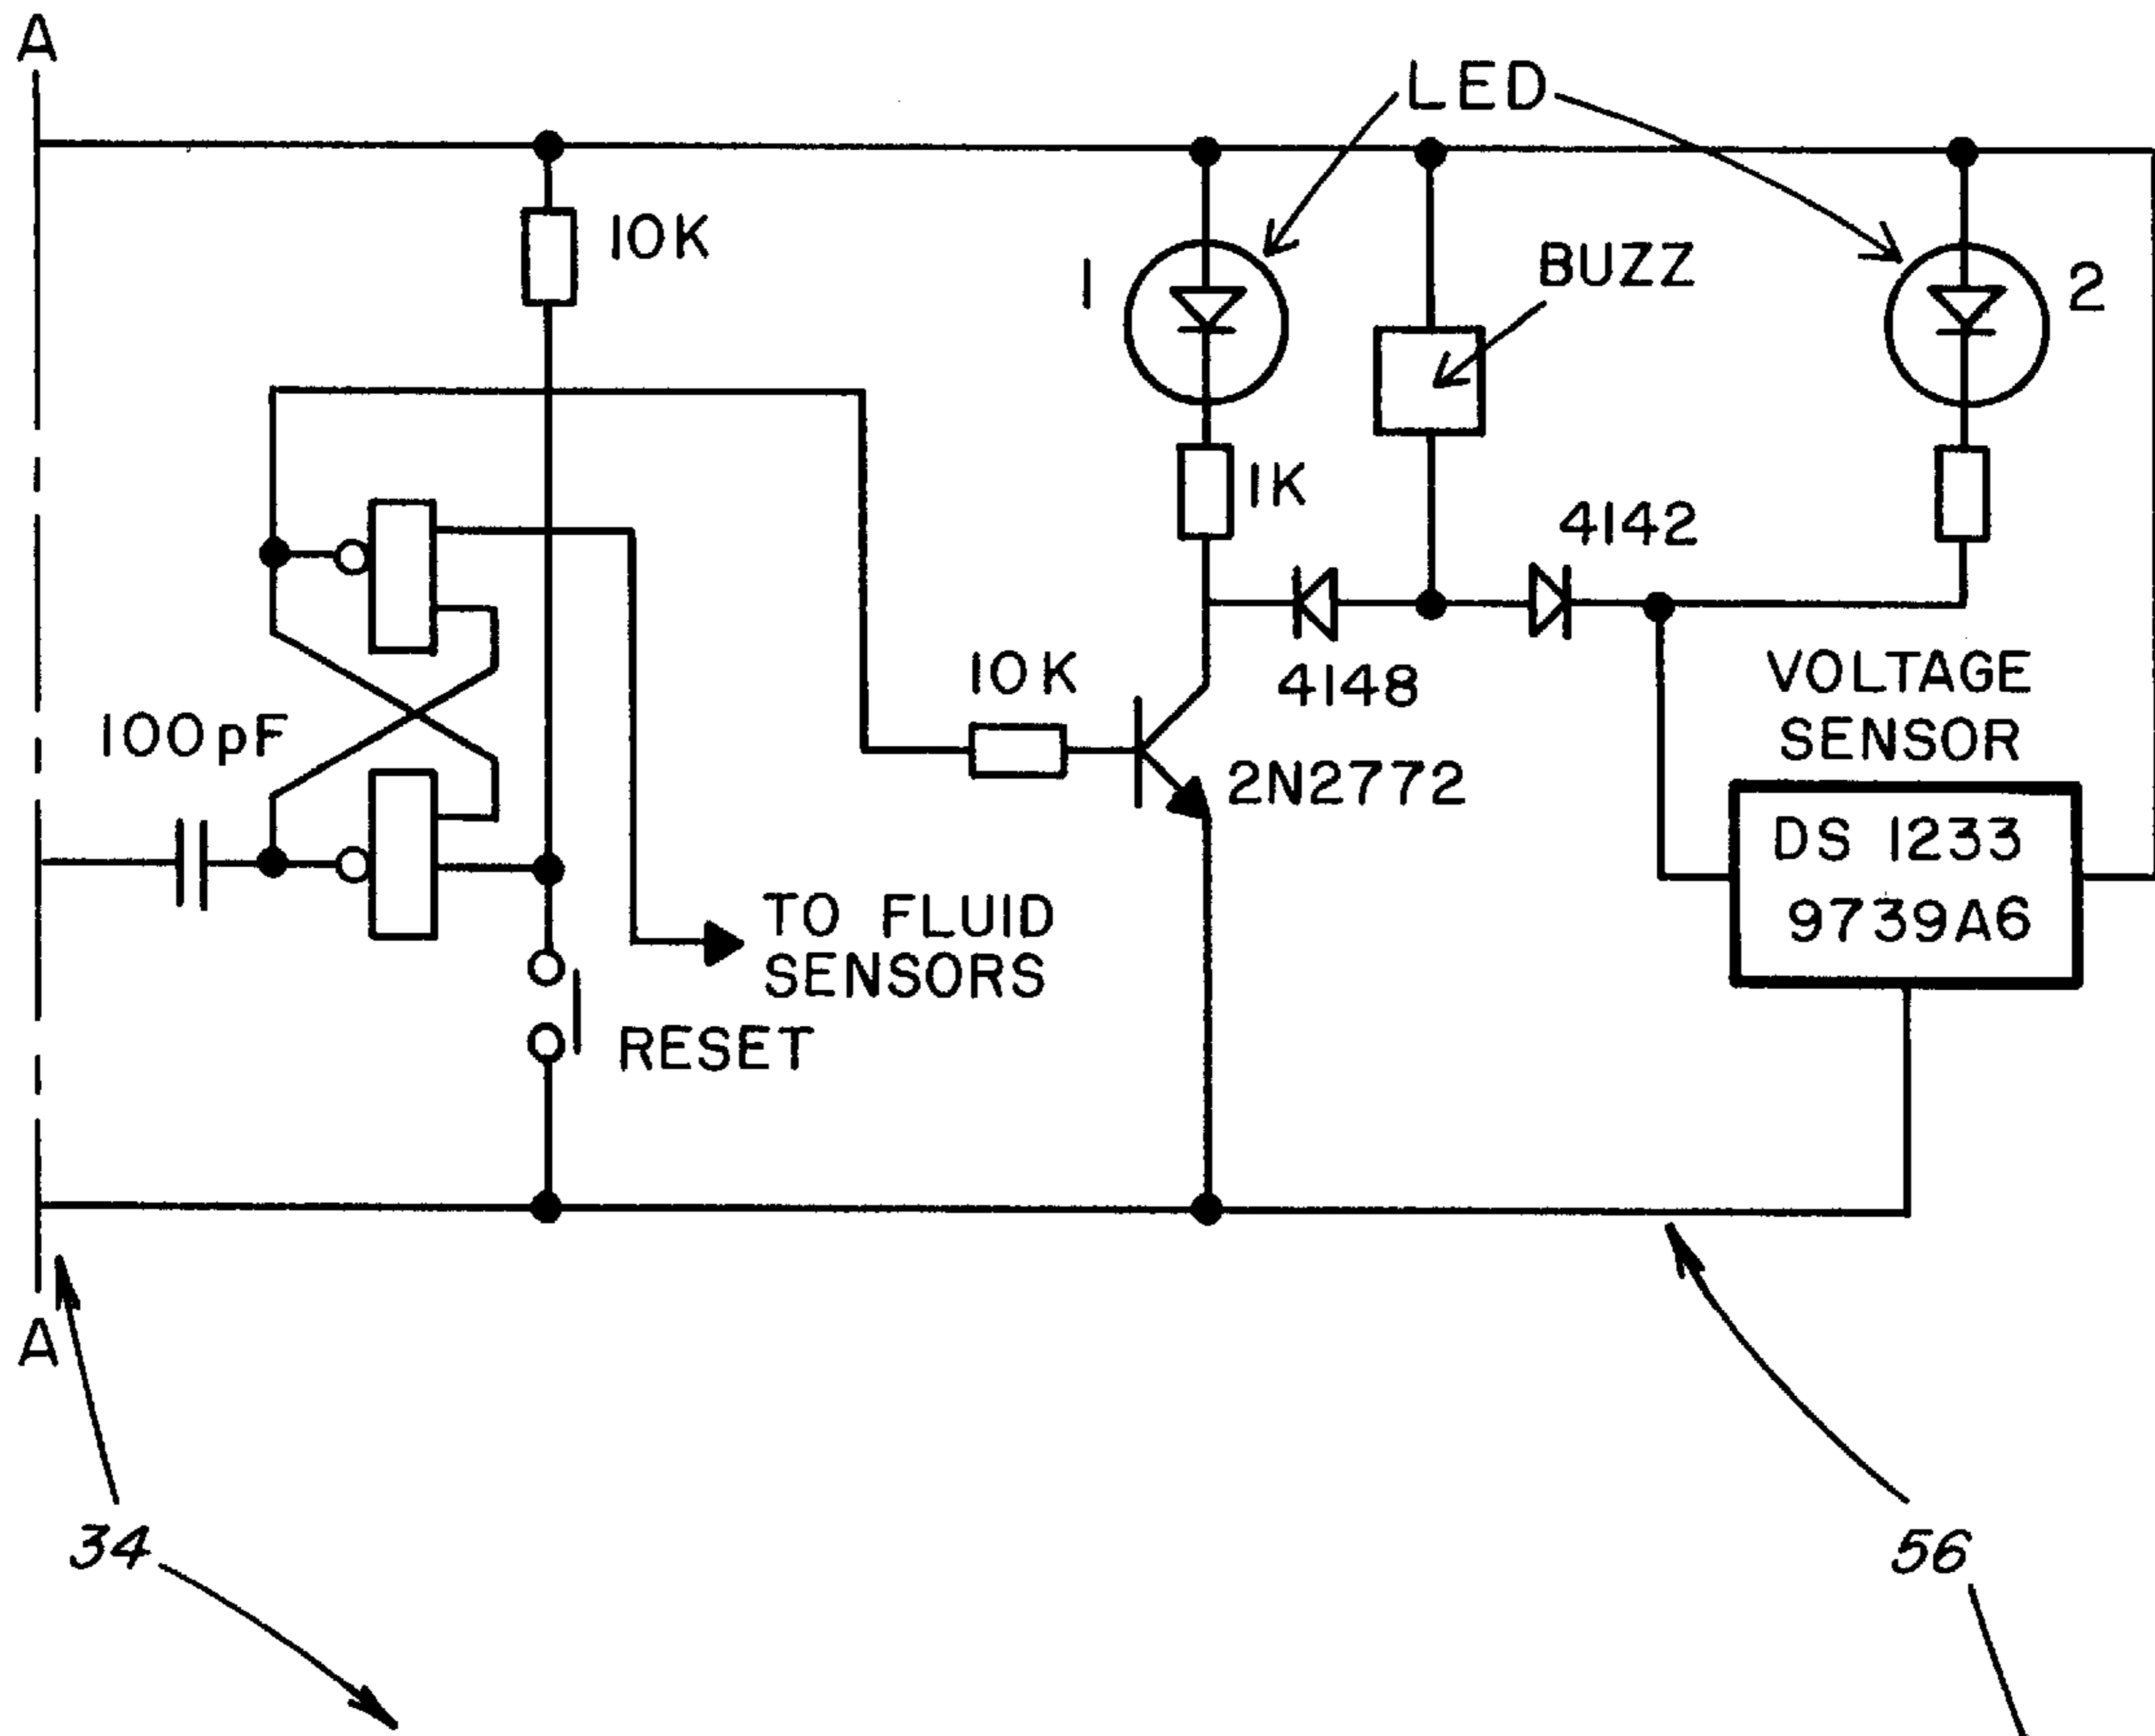 A
LED
10K
1
BUZZ
2
1K
4142
10K
4148
VOLTAGE
SENSOR
100pF
2N2772
DS 1233
9739A6
TO FLUID
SENSORS
RESET
A
34
56